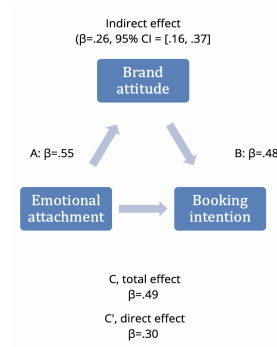 Indirect effect
(β=.26, 95% CI = [.16, .37]
Brand
attitude
A: β=.55
B: β=.48
Emotional
attachment
Booking
intention
C, total effect
β=.49
C', direct effect
β=.30